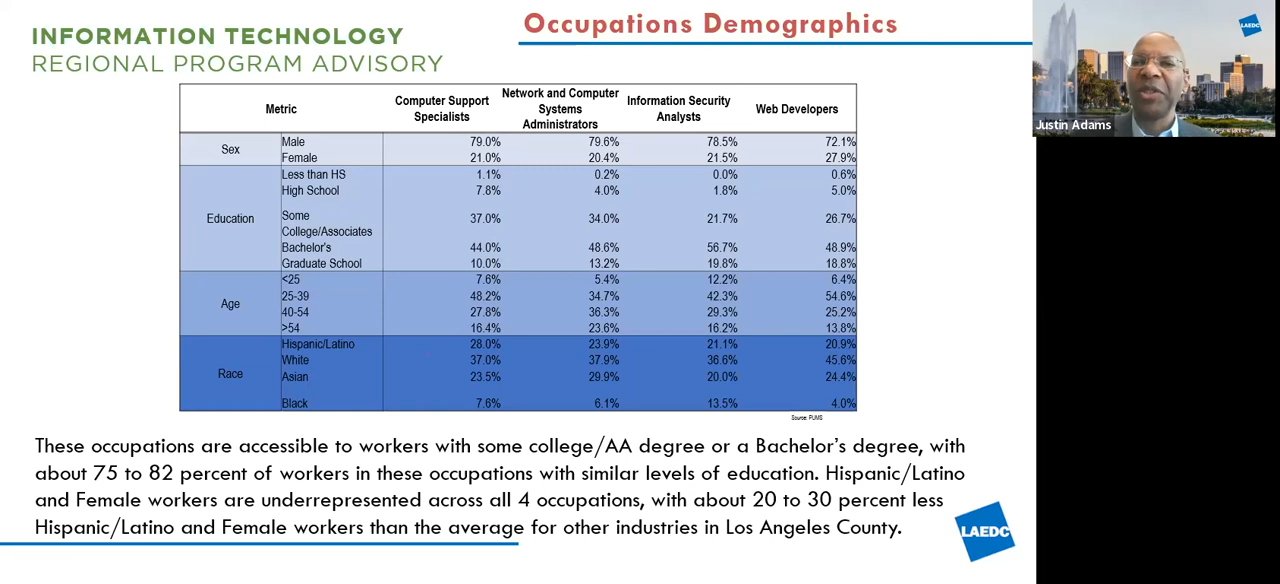 INFORMATION TECHNOLOGY
REGIONAL PROGRAM ADVISORY
Occupations Demographics
LAEDC
Justin Adams
Metric Computer Support Specialists Network and Computer Systems Administrators Information Security Analysts Web Developers
Sex Male 79.0% 79.6% 78.5% 72.1%
Female 21.0% 20.4% 21.5% 27.9%
Education Less than HS 1.1% 0.2% 0.0% 0.6%
High School 7.8% 4.0% 1.8% 5.0%
Some College/Associates 37.0% 34.0% 21.7% 26.7%
Bachelor's 44.0% 48.6% 56.7% 48.9%
Graduate School 10.0% 13.2% 19.8% 18.8%
Age <25 7.6% 5.4% 12.2% 6.4%
25-39 48.2% 34.7% 42.3% 54.6%
40-54 27.8% 36.3% 29.3% 25.2%
>54 16.4% 23.6% 16.2% 13.8%
Race Hispanic/Latino 28.0% 23.9% 21.1% 20.9%
White 37.0% 37.9% 36.6% 45.6%
Asian 23.5% 29.9% 20.0% 24.4%
Black 7.6% 6.1% 13.5% 4.0%
Source: PUMS
These occupations are accessible to workers with some college/AA degree or a Bachelor's degree, with
about 75 to 82 percent of workers in these occupations with similar levels of education. Hispanic/Latino
and Female workers are underrepresented across all 4 occupations, with about 20 to 30 percent less
Hispanic/Latino and Female workers than the average for other industries in Los Angeles County.
LAEDC